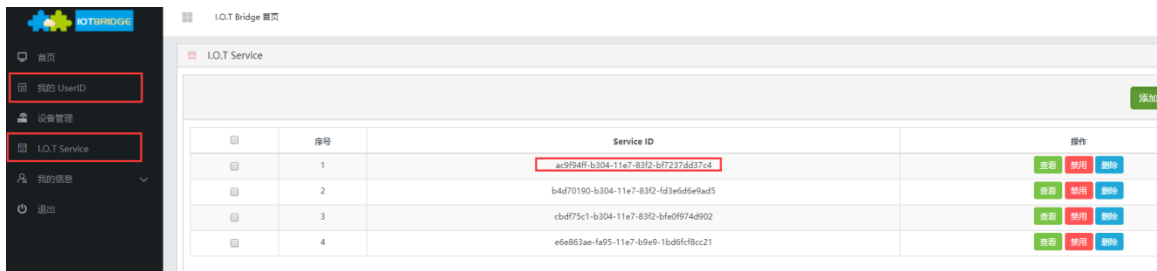 IOTBRIDGE
I.O.T Bridge 首页
首页
我的 UserID
设备管理
I.O.T Service
我的信息
退出
I.O.T Service
添加
序号 Service ID 操作
1 ac9f94ff-b304-11e7-83f2-bf7237dd37c4 查看 禁用 删除
2 b4d70190-b304-11e7-83f2-fd3e6d6e9ad5 查看 禁用 删除
3 cbdf75c1-b304-11e7-83f2-bfe0f974d902 查看 禁用 删除
4 e6e863ae-fa95-11e7-b9e9-1bd6fcf8cc21 查看 禁用 删除